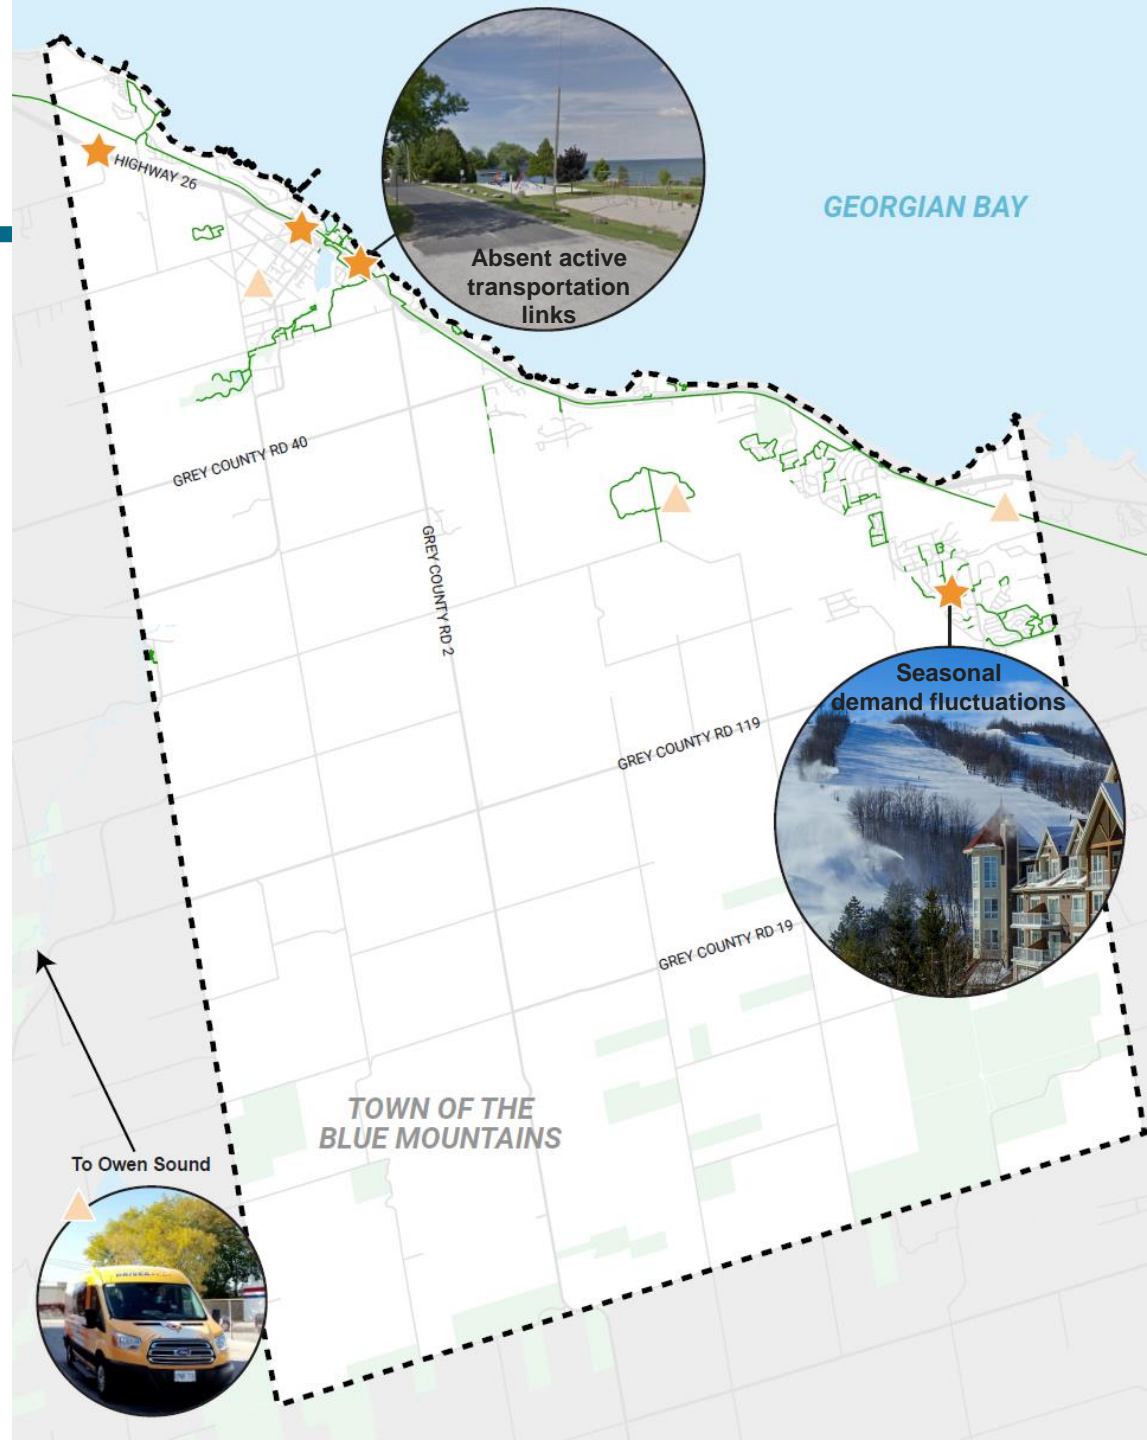 HIGHWAY 26
GEORGIAN BAY
Absent active
transportation
links
GREY COUNTY RD 40
GREY COUNTY RD 2
Seasonal
demand fluctuations
GREY COUNTY RD 119
GREY COUNTY RD 19
TOWN OF THE
BLUE MOUNTAINS
To Owen Sound